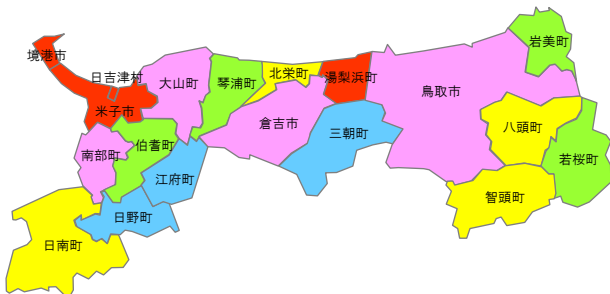 岩美町
境港市
日吉津村
大山町
琴浦町
北栄町
湯梨浜町
鳥取市
米子市
倉吉市
三朝町
八頭町
伯耆町
南部町
若桜町
江府町
智頭町
日野町
日南町